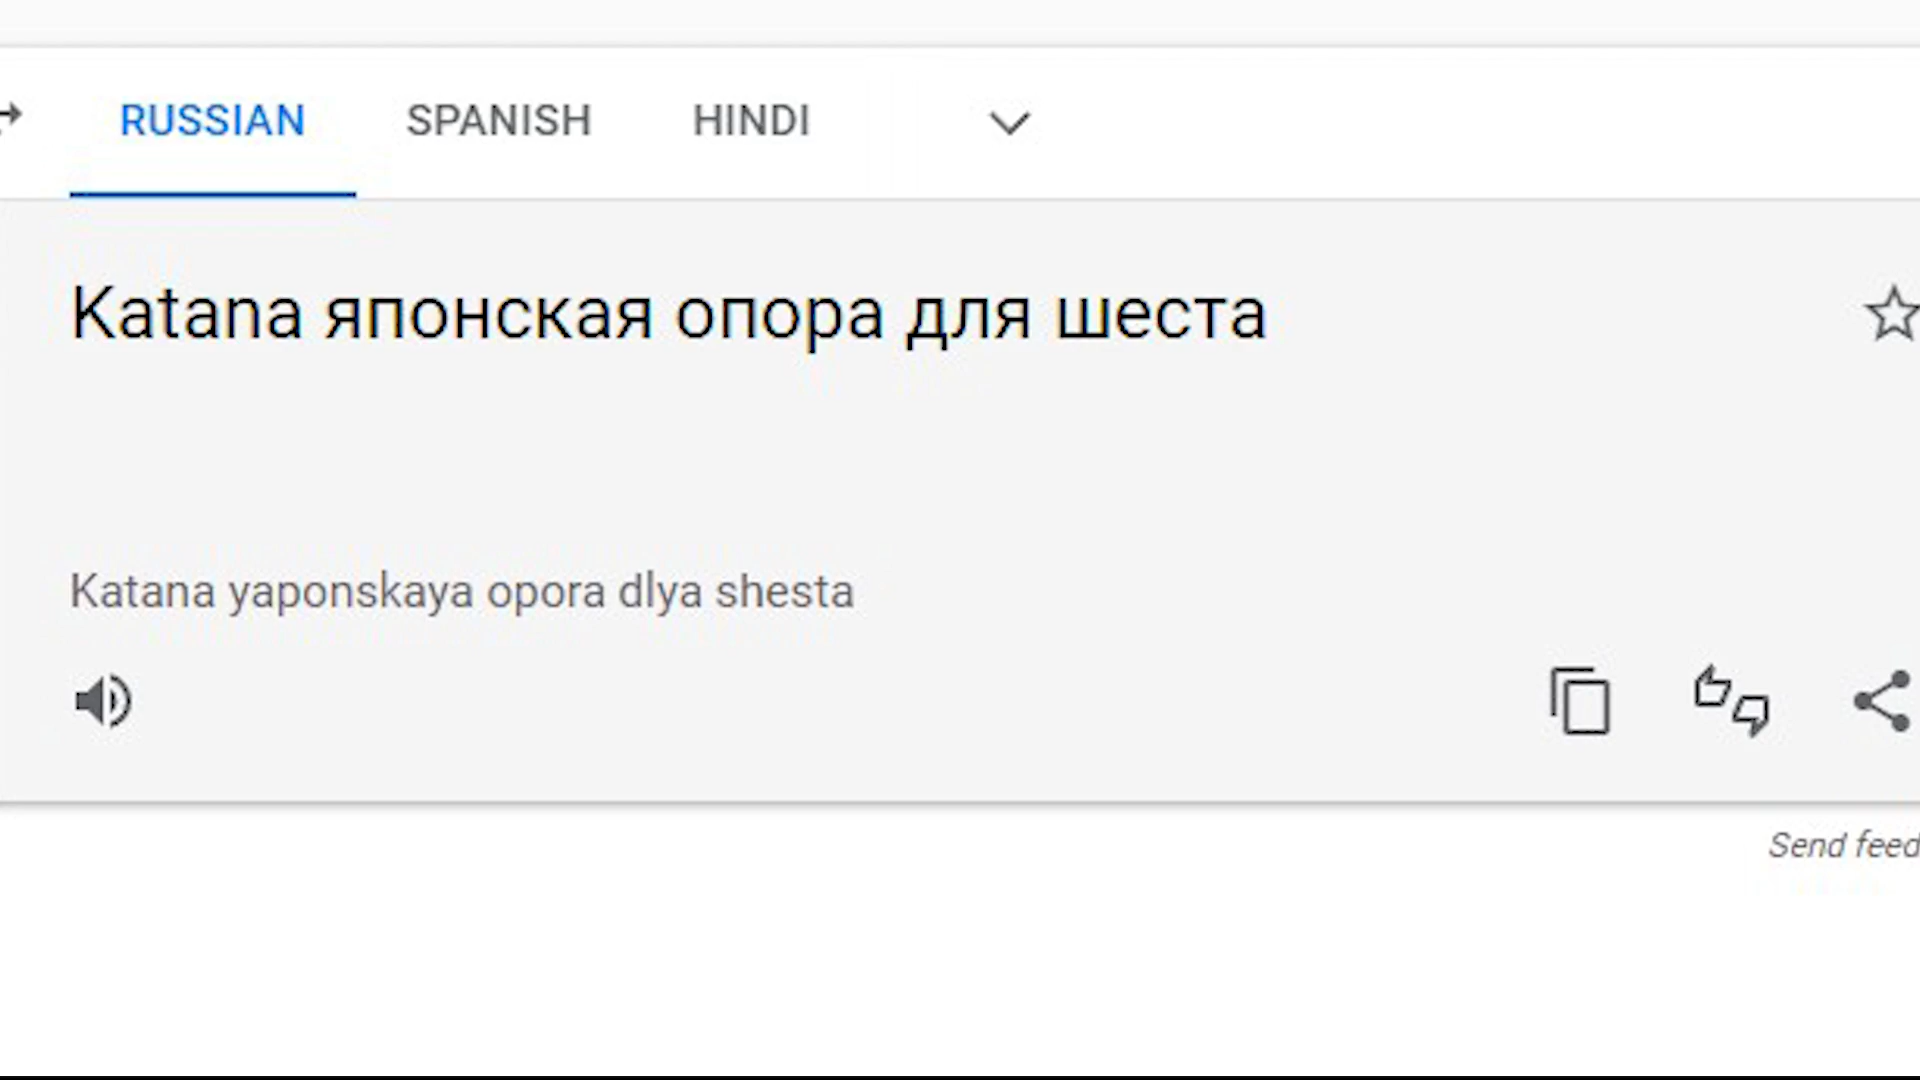 RUSSIAN SPANISH HINDI
Katana японская опора для шеста
Katana yaponskaya opora dlya shesta
Send feed